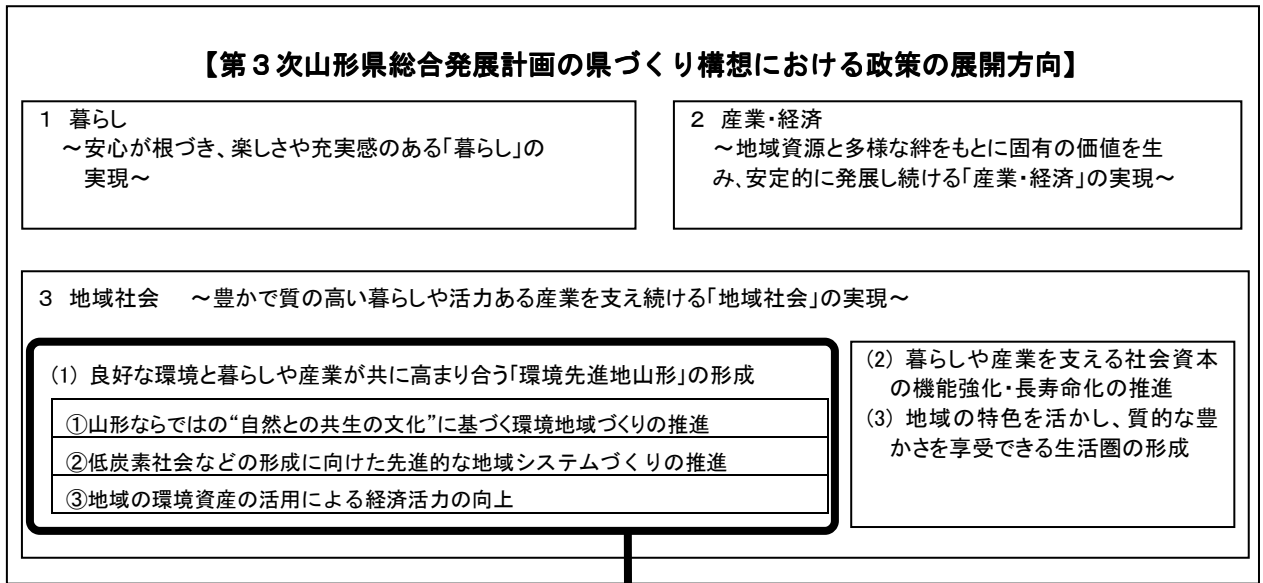 【第3次山形県総合発展計画の県づくり構想における政策の展開方向】
1 暮らし
~安心が根づき、楽しさや充実感のある「暮らし」の
実現~
2 産業・経済
~地域資源と多様な絆をもとに固有の価値を生
み、安定的に発展し続ける「産業・経済」の実現~
3 地域社会 ~豊かで質の高い暮らしや活力ある産業を支え続ける「地域社会」の実現~
(1) 良好な環境と暮らしや産業が共に高まり合う「環境先進地山形」の形成
①山形ならではの“自然との共生の文化”に基づく環境地域づくりの推進
②低炭素社会などの形成に向けた先進的な地域システムづくりの推進
③地域の環境資産の活用による経済活力の向上
(2) 暮らしや産業を支える社会資本
の機能強化・長寿命化の推進
(3) 地域の特色を活かし、質的な豊
かさを享受できる生活圏の形成